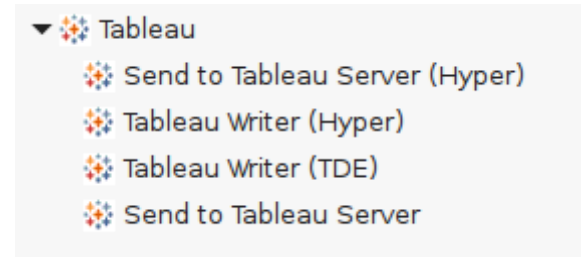 Tableau
Send to Tableau Server (Hyper)
Tableau Writer (Hyper)
Tableau Writer (TDE)
Send to Tableau Server